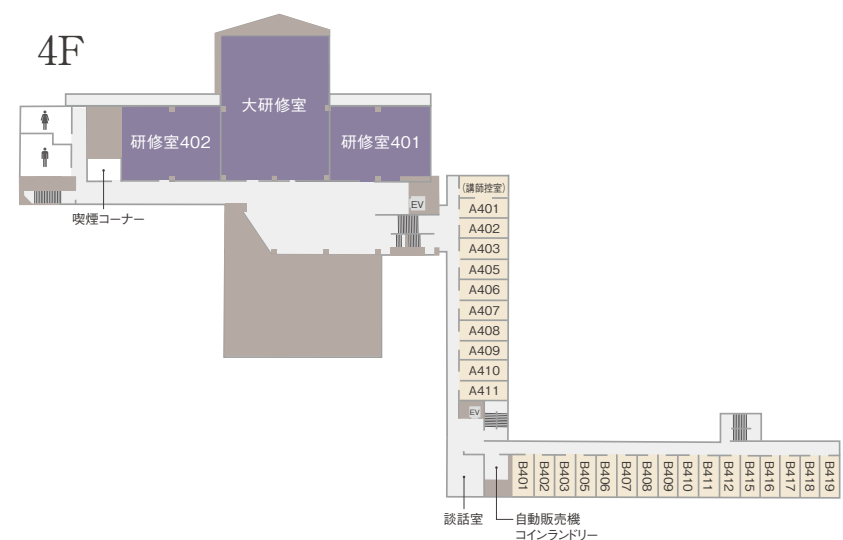 4F
大研修室
研修室402
研修室401
喫煙コーナー
EV
(講師控室)
A401
A402
A403
A405
A406
A407
A408
A409
A410
A411
EV
B401
B402
B403
B405
B406
B407
B408
B409
B410
B411
B412
B415
B416
B417
B418
B419
談話室
自動販売機
コインランドリー